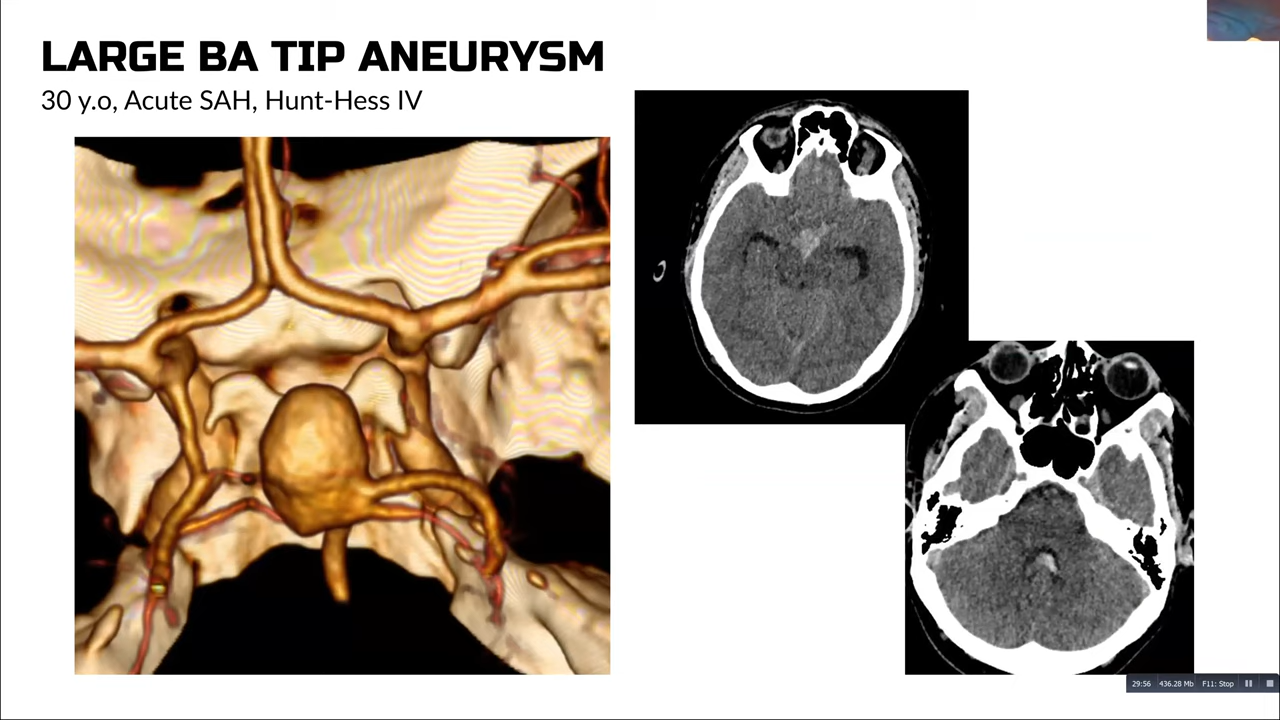 LARGE BA TIP ANEURYSM
30 y.o, Acute SAH, Hunt-Hess IV
29:56 436.28 Mb F11: Stop